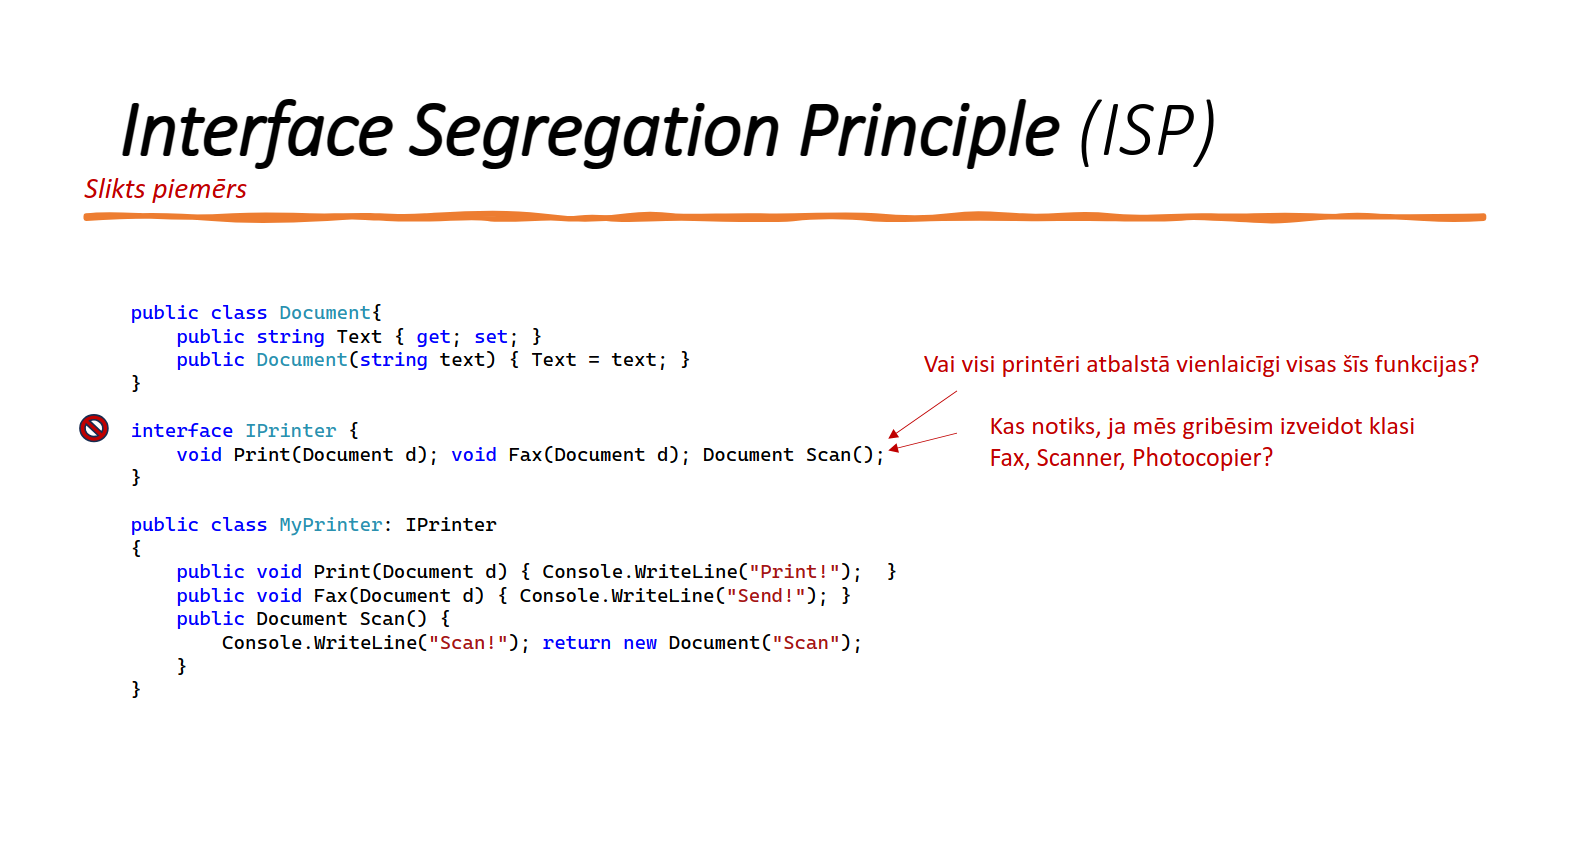 Interface Segregation Principle (ISP)
Slikts piemērs
public class Document{
    public string Text { get; set; }
    public Document(string text) { Text = text; }
}
Vai visi printēri atbalstā vienlaicīgi visas šīs funkcijas?
Kas notiks, ja mēs gribēsim izveidot klasi
Fax, Scanner, Photocopier?
interface IPrinter {
    void Print(Document d); void Fax(Document d); Document Scan();
}
public class MyPrinter: IPrinter
{
    public void Print(Document d) { Console.WriteLine("Print!");  }
    public void Fax(Document d) { Console.WriteLine("Send!"); }
    public Document Scan() {
        Console.WriteLine("Scan!"); return new Document("Scan");
    }
}